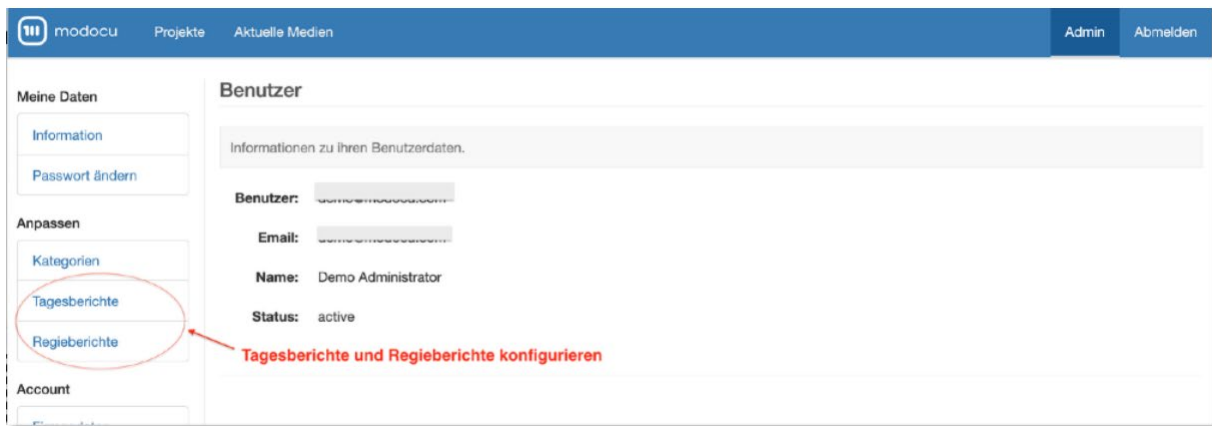 modocu Projekte Aktuelle Medien Admin Abmelden
Meine Daten
Information
Passwort ändern
Anpassen
Kategorien
Tagesberichte
Regieberichte
Account
Benutzer
Informationen zu ihren Benutzerdaten.
Benutzer:
Email:
Name: Demo Administrator
Status: active
Tagesberichte und Regieberichte konfigurieren